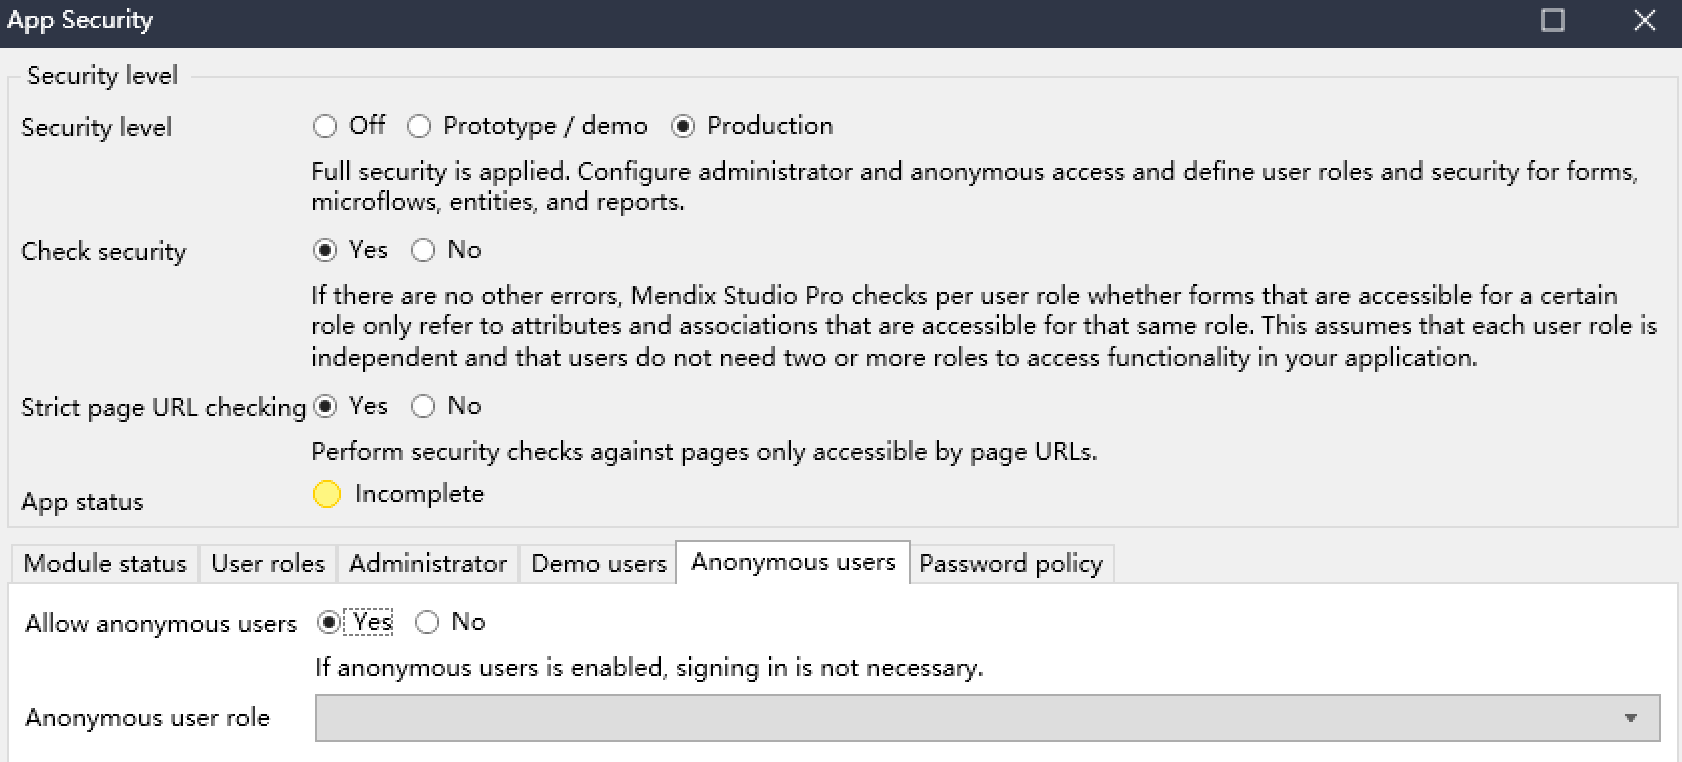 App Security
Security level
Security level Off Prototype / demo Production
Full security is applied. Configure administrator and anonymous access and define user roles and security for forms,
microflows, entities, and reports.
Check security Yes No
If there are no other errors, Mendix Studio Pro checks per user role whether forms that are accessible for a certain
role only refer to attributes and associations that are accessible for that same role. This assumes that each user role is
independent and that users do not need two or more roles to access functionality in your application.
Strict page URL checking Yes No
Perform security checks against pages only accessible by page URLs.
App status Incomplete
Module status User roles Administrator Demo users Anonymous users Password policy
Allow anonymous users Yes No
If anonymous users is enabled, signing in is not necessary.
Anonymous user role